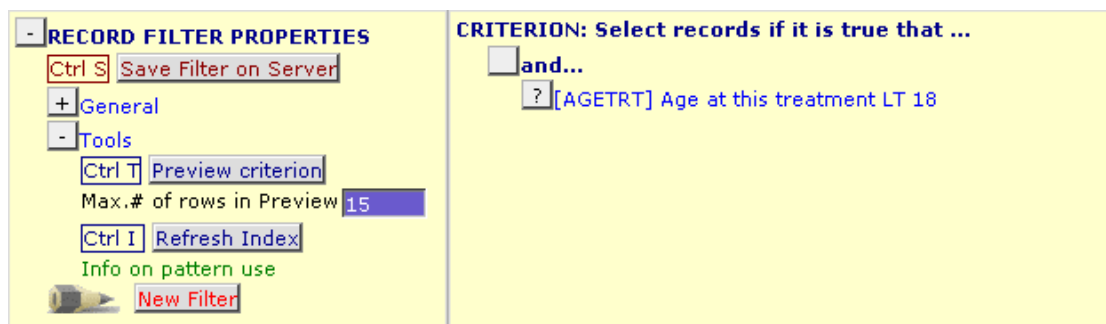 - RECORD FILTER PROPERTIES
Ctrl S Save Filter on Server
+ General
- Tools
Ctrl T Preview criterion
Max.# of rows in Preview 15
Ctrl I Refresh Index
Info on pattern use
New Filter
CRITERION: Select records if it is true that ...
and...
? [AGETRT] Age at this treatment LT 18